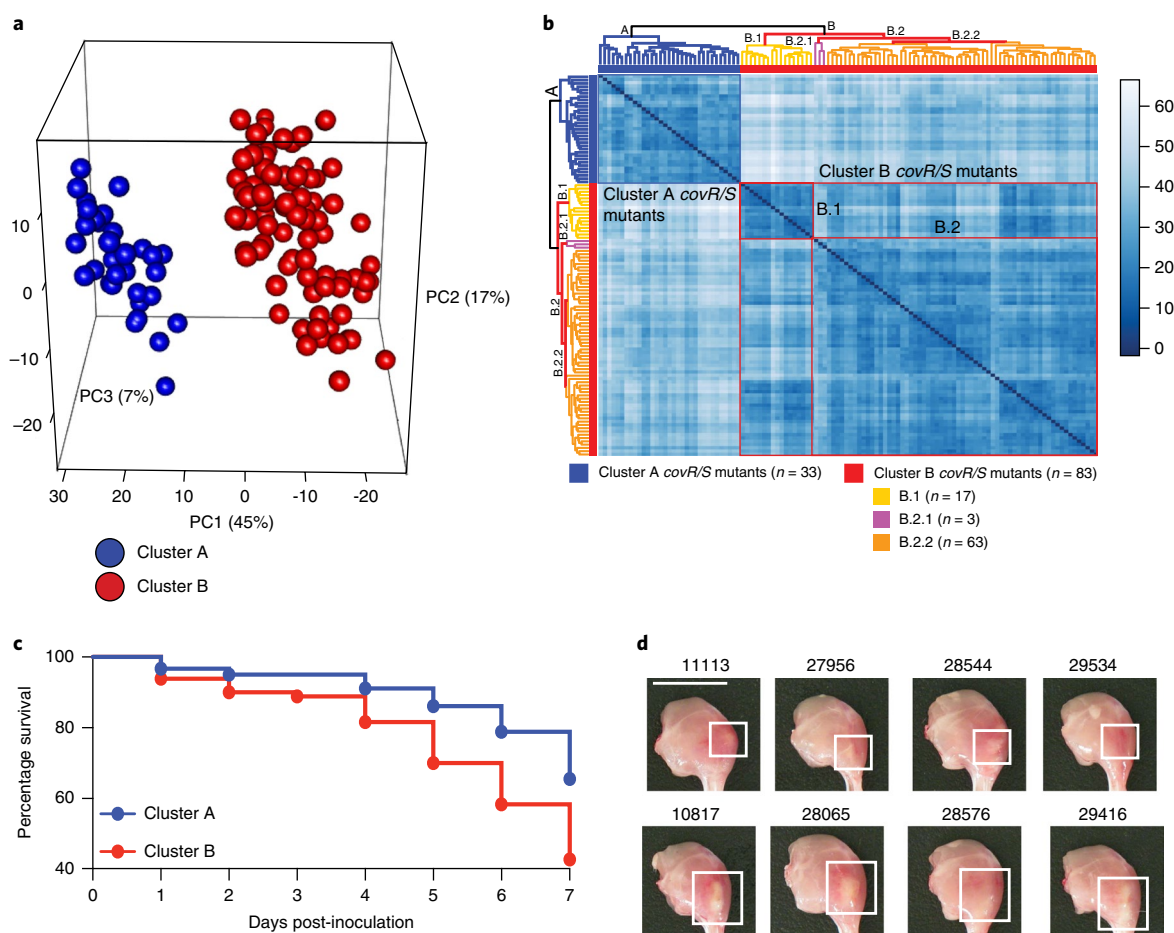 a
10
0
–10
–20
PC3 (7%)
PC2 (17%)
30
20
10
0
-10
-20
PC1 (45%)
Cluster A
Cluster B
b
A
B
B.1
B.2
B.2.1
B.2.2
A
B.1
B.2.1
B.2
B.2.2
Cluster B covR/S mutants
Cluster A covR/S
mutants
B.1
B.2
60
50
40
30
20
10
0
Cluster A covR/S mutants (n = 33)
Cluster B covR/S mutants (n = 83)
B.1 (n = 17)
B.2.1 (n = 3)
B.2.2 (n = 63)
c
100
80
60
40
Percentage survival
Cluster A
Cluster B
0 1 2 3 4 5 6 7
Days post-inoculation
d
11113 27956 28544 29534
10817 28065 28576 29416